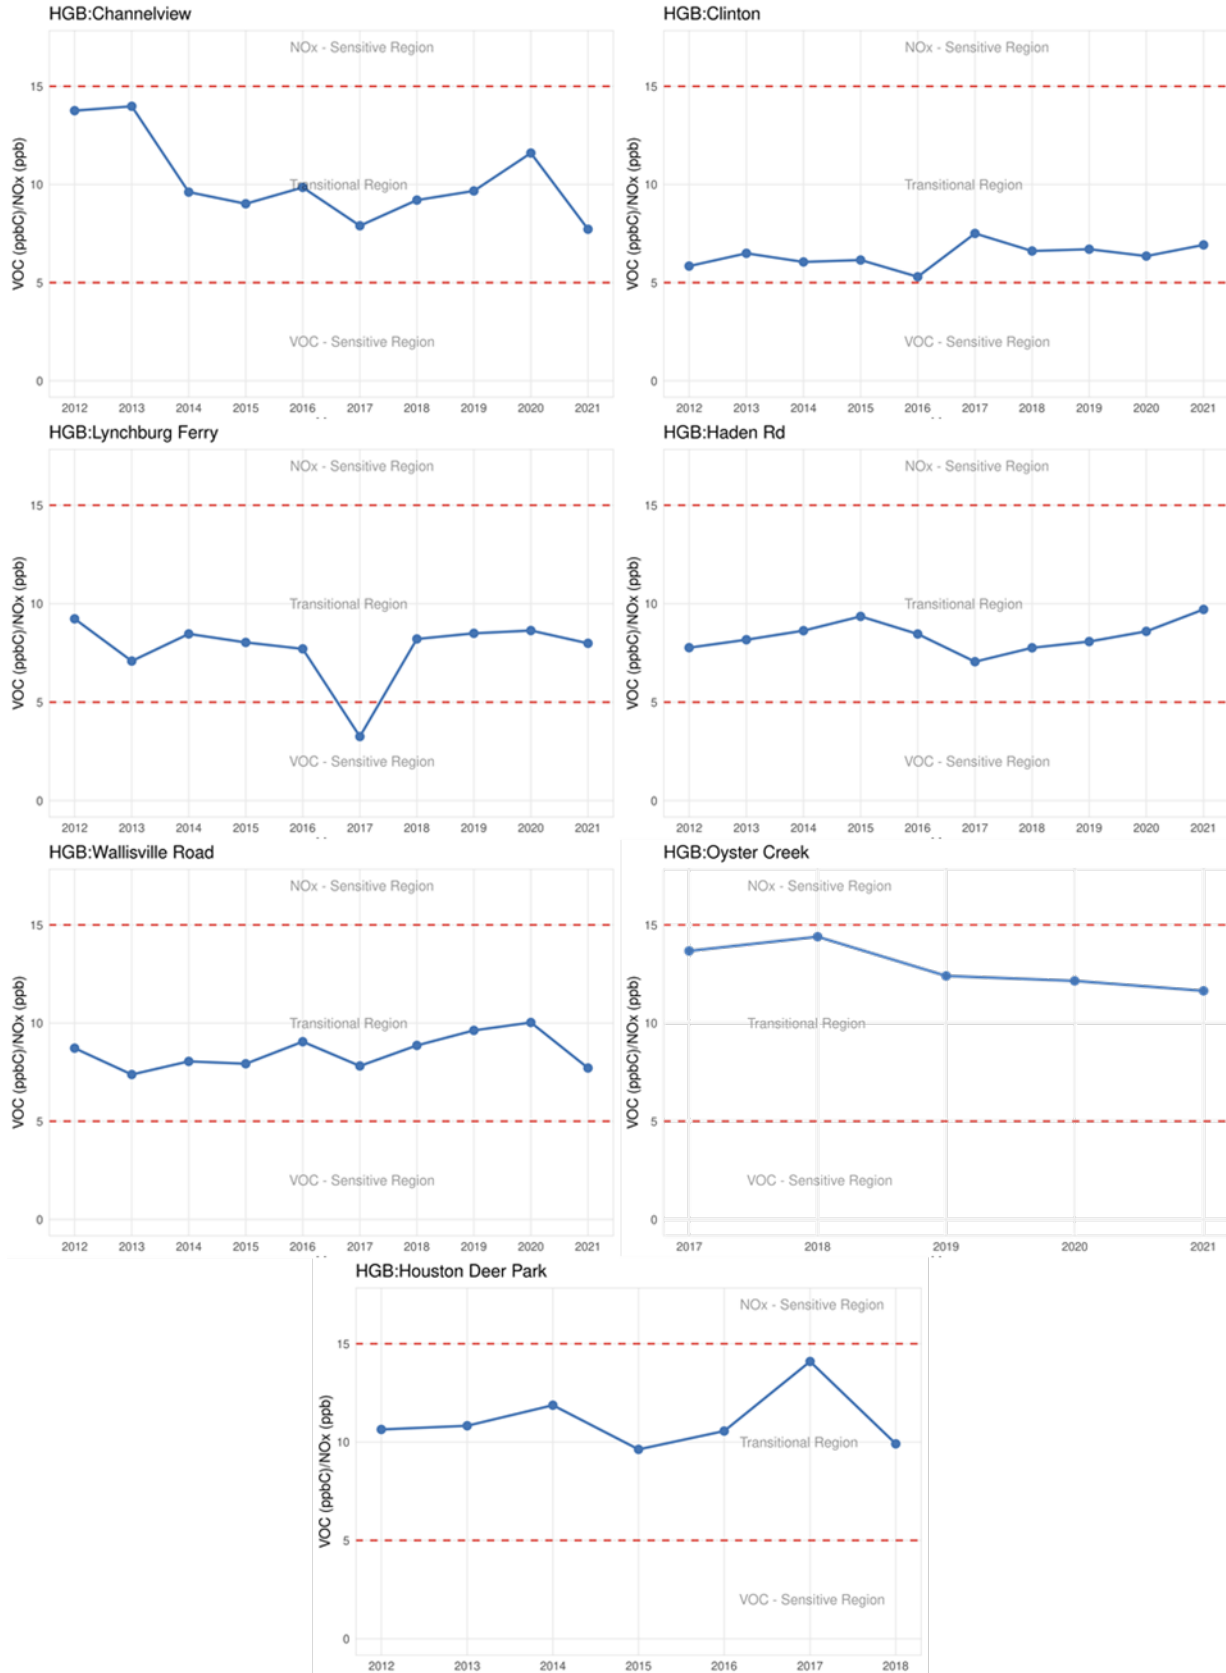 HGB:Channelview
NOx - Sensitive Region
15
10
5
0
VOC (ppbC)/NOx (ppb)
Transitional Region
VOC - Sensitive Region
2012 2013 2014 2015 2016 2017 2018 2019 2020 2021
HGB:Clinton
NOx - Sensitive Region
15
10
5
0
VOC (ppbC)/NOx (ppb)
Transitional Region
VOC - Sensitive Region
2012 2013 2014 2015 2016 2017 2018 2019 2020 2021
HGB:Lynchburg Ferry
NOx - Sensitive Region
15
10
5
0
VOC (ppbC)/NOx (ppb)
Transitional Region
VOC - Sensitive Region
2012 2013 2014 2015 2016 2017 2018 2019 2020 2021
HGB:Haden Rd
NOx - Sensitive Region
15
10
5
0
VOC (ppbC)/NOx (ppb)
Transitional Region
VOC - Sensitive Region
2012 2013 2014 2015 2016 2017 2018 2019 2020 2021
HGB:Wallisville Road
NOx - Sensitive Region
15
10
5
0
VOC (ppbC)/NOx (ppb)
Transitional Region
VOC - Sensitive Region
2012 2013 2014 2015 2016 2017 2018 2019 2020 2021
HGB:Oyster Creek
NOx - Sensitive Region
15
10
5
0
VOC (ppbC)/NOx (ppb)
Transitional Region
VOC - Sensitive Region
2017 2018 2019 2020 2021
HGB:Houston Deer Park
NOx - Sensitive Region
15
10
5
0
VOC (ppbC)/NOx (ppb)
Transitional Region
VOC - Sensitive Region
2012 2013 2014 2015 2016 2017 2018